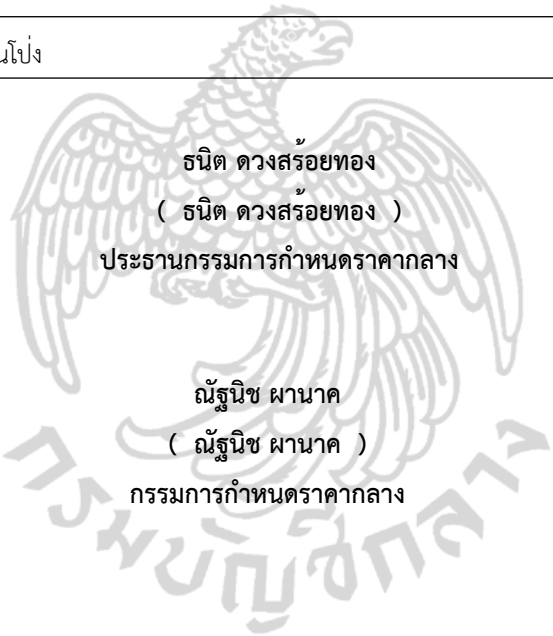 นโป่ง
ธนิต ดวงสร้อยทอง
( ธนิต ดวงสร้อยทอง )
ประธานกรรมการกำหนดราคากลาง
ณัฐนิช ผานาค
( ณัฐนิช ผานาค )
กรรมการกำหนดราคากลาง
กรมบัญชีกลาง